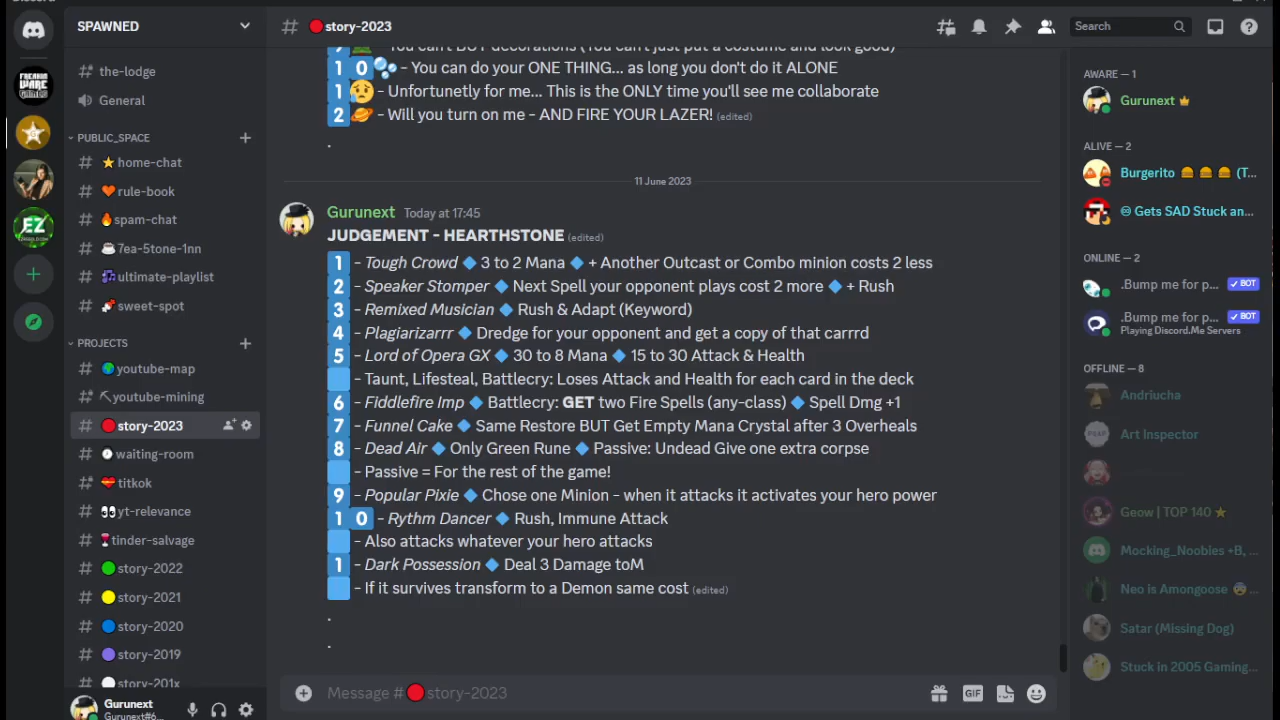 SPAWNED
the-lodge
General
PUBLIC_SPACE
home-chat
rule-book
spam-chat
7ea-5tone-1nn
ultimate-playlist
sweet-spot
PROJECTS
youtube-map
youtube-mining
story-2023
waiting-room
titkok
yt-relevance
tinder-salvage
story-2022
story-2021
story-2020
story-2019
story-201x
Gurunext
Gurunext#6...
FREAKIN WARE GAMES
EZ
story-2023
Search
- You can't BUY decorations (You can't just put a costume and look good)
1 0 - You can do your ONE THING... as long you don't do it ALONE
1 - Unfortunetly for me... This is the ONLY time you'll see me collaborate
2 - Will you turn on me - AND FIRE YOUR LAZER! (edited)
.
11 June 2023
Gurunext Today at 17:45
JUDGEMENT - HEARTHSTONE (edited)
1 - Tough Crowd 🔹 3 to 2 Mana 🔹 + Another Outcast or Combo minion costs 2 less
2 - Speaker Stomper 🔹 Next Spell your opponent plays cost 2 more 🔹 + Rush
3 - Remixed Musician 🔹 Rush & Adapt (Keyword)
4 - Plagiarizarrr 🔹 Dredge for your opponent and get a copy of that carrrd
5 - Lord of Opera GX 🔹 30 to 8 Mana 🔹 15 to 30 Attack & Health
- Taunt, Lifesteal, Battlecry: Loses Attack and Health for each card in the deck
6 - Fiddlefire Imp 🔹 Battlecry: GET two Fire Spells (any-class) 🔹 Spell Dmg +1
7 - Funnel Cake 🔹 Same Restore BUT Get Empty Mana Crystal after 3 Overheals
8 - Dead Air 🔹 Only Green Rune 🔹 Passive: Undead Give one extra corpse
- Passive = For the rest of the game!
9 - Popular Pixie 🔹 Chose one Minion - when it attacks it activates your hero power
1 0 - Rythm Dancer 🔹 Rush, Immune Attack
- Also attacks whatever your hero attacks
1 - Dark Possession 🔹 Deal 3 Damage toM
- If it survives transform to a Demon same cost (edited)
.
.
Message # story-2023
GIF
AWARE — 1
Gurunext
ALIVE — 2
Burgerito 🍔 🍔 🍔 (T...
♾ Gets SAD Stuck an...
ONLINE — 2
.Bump me for p... ✓ BOT
.Bump me for p... ✓ BOT
Playing Discord.Me Servers
OFFLINE — 8
Andriucha
Art Inspector
Geow | TOP 140 ⭐
Mocking_Noobies +B, ...
Neo is Amongoose 😨 ...
Satar (Missing Dog)
Stuck in 2005 Gaming...